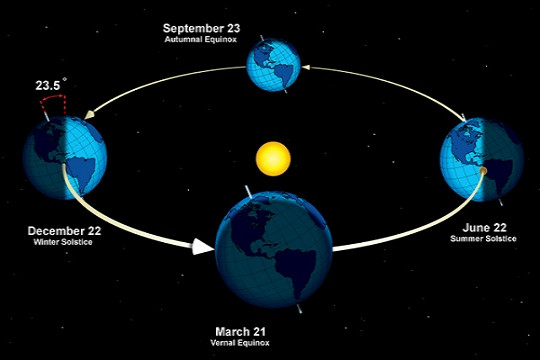 September 23
Autumnal Equinox
23.5°
December 22
Winter Solstice
June 22
Summer Solstice
March 21
Vernal Equinox